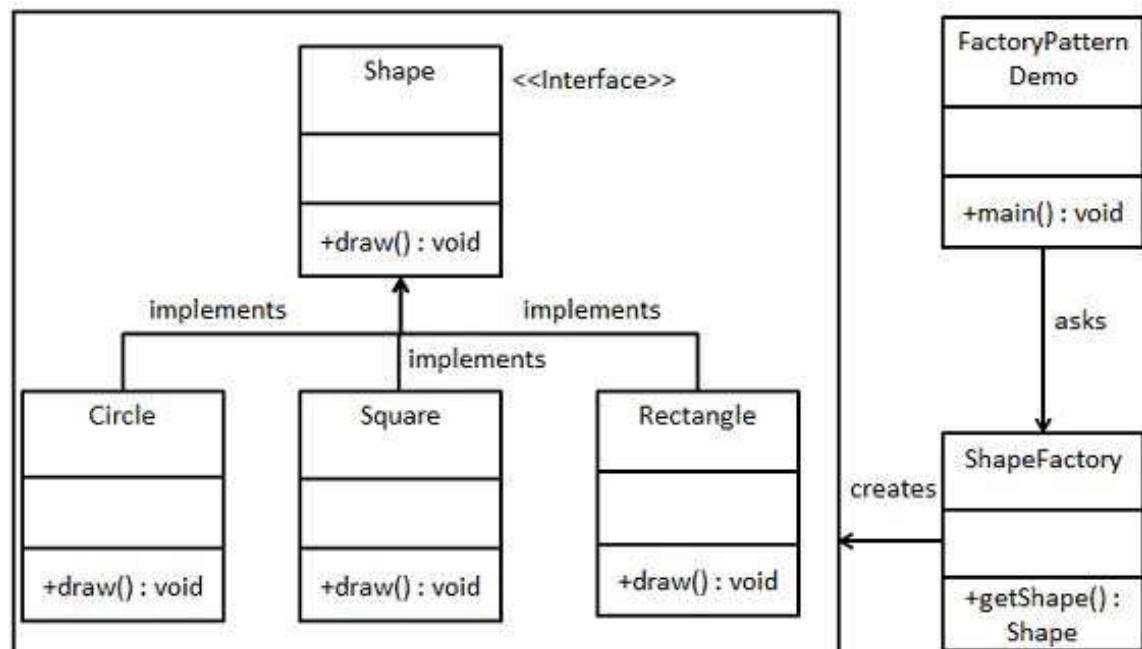 Shape
<<Interface>>
+draw() : void
implements
implements
implements
Circle
+draw() : void
Square
+draw() : void
Rectangle
+draw() : void
FactoryPattern
Demo
+main() : void
asks
ShapeFactory
+getShape() :
Shape
creates